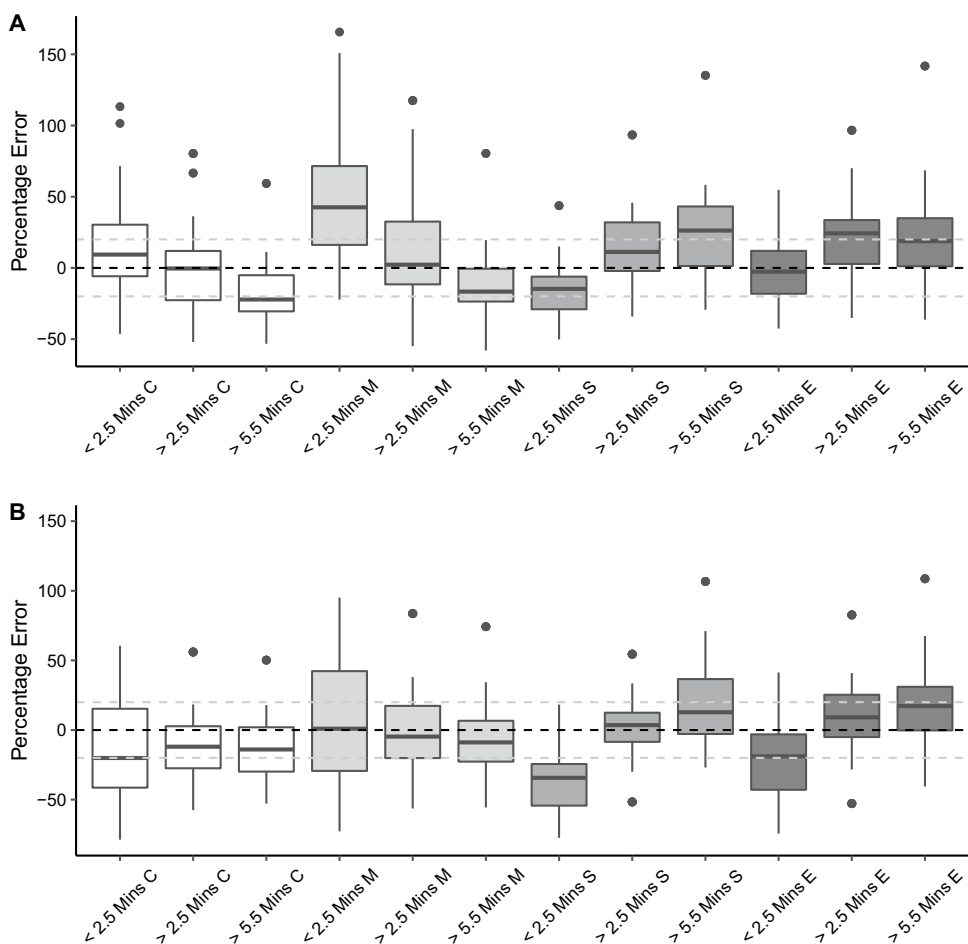 A
Percentage Error
150
100
50
0
−50
< 2.5 Mins C
> 2.5 Mins C
> 5.5 Mins C
< 2.5 Mins M
> 2.5 Mins M
> 5.5 Mins M
< 2.5 Mins S
> 2.5 Mins S
> 5.5 Mins S
< 2.5 Mins E
> 2.5 Mins E
> 5.5 Mins E
B
Percentage Error
150
100
50
0
−50
< 2.5 Mins C
> 2.5 Mins C
> 5.5 Mins C
< 2.5 Mins M
> 2.5 Mins M
> 5.5 Mins M
< 2.5 Mins S
> 2.5 Mins S
> 5.5 Mins S
< 2.5 Mins E
> 2.5 Mins E
> 5.5 Mins E